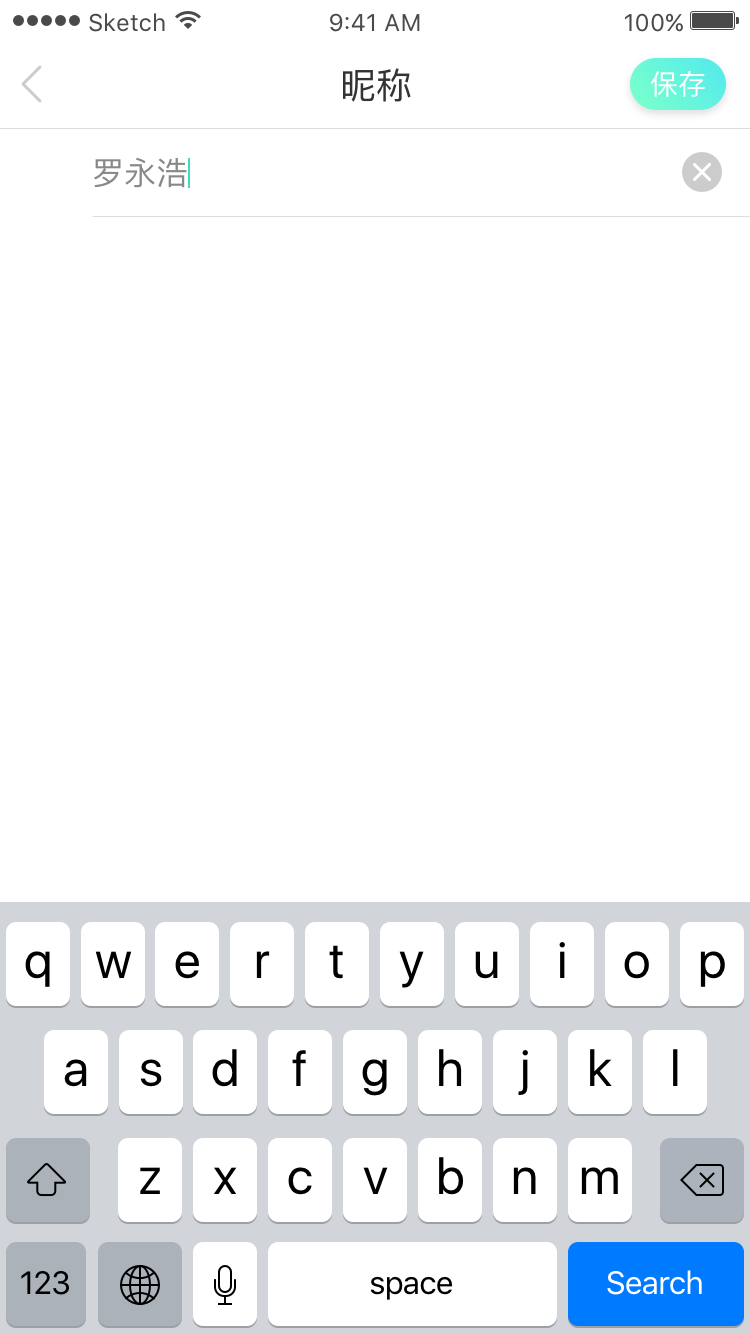 Sketch 9:41 AM 100%
昵称 保存
罗永浩
q w e r t y u i o p
a s d f g h j k l
z x c v b n m
123 space Search